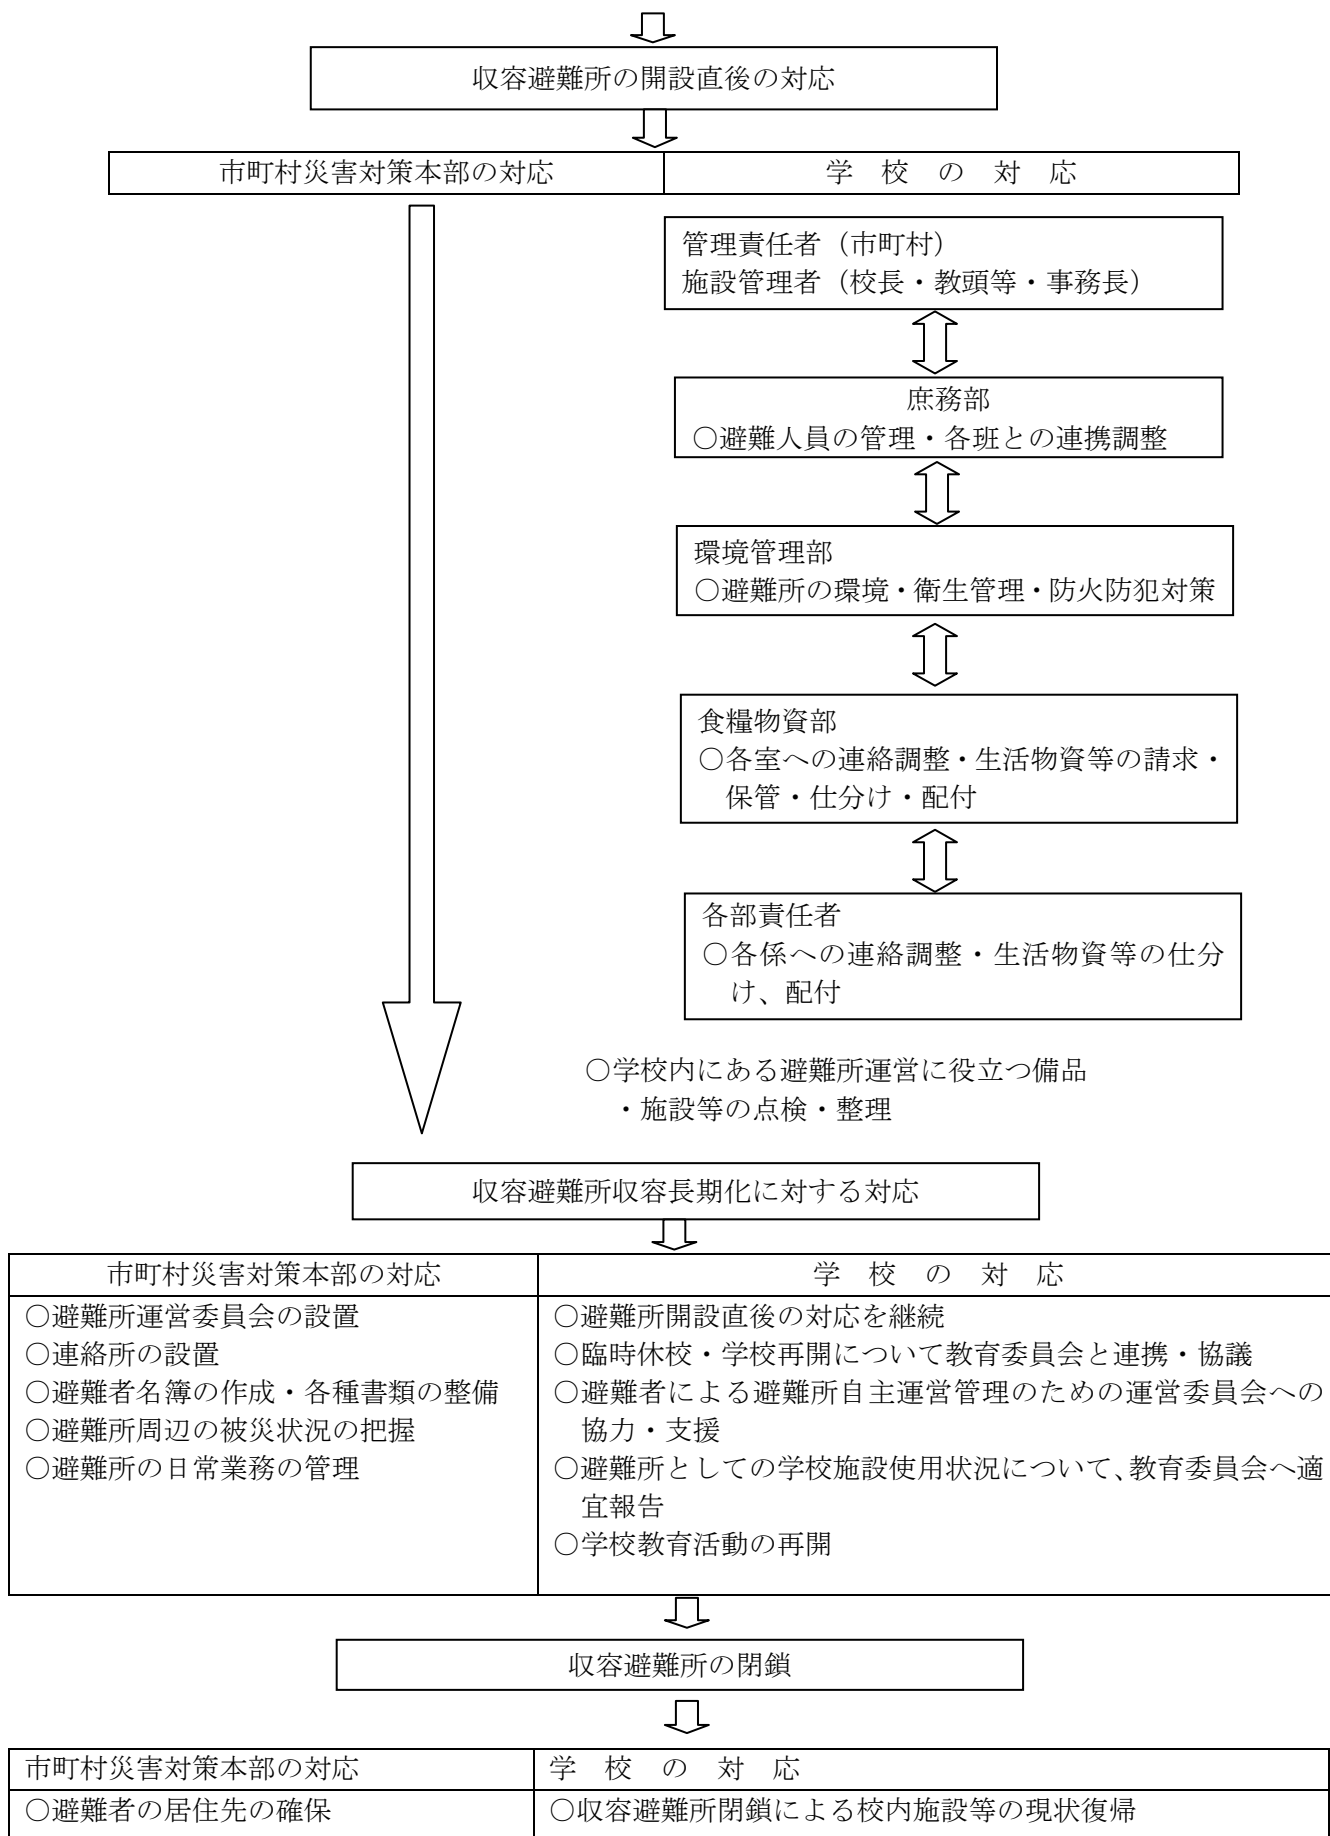 収容避難所の開設直後の対応
市町村災害対策本部の対応
学　校　の　対　応
管理責任者（市町村）
施設管理者（校長・教頭等・事務長）
庶務部
○避難人員の管理・各班との連携調整
環境管理部
○避難所の環境・衛生管理・防火防犯対策
食糧物資部
○各室への連絡調整・生活物資等の請求・
保管・仕分け・配付
各部責任者
○各係への連絡調整・生活物資等の仕分
け、配付
○学校内にある避難所運営に役立つ備品
・施設等の点検・整理
収容避難所収容長期化に対する対応
市町村災害対策本部の対応
○避難所運営委員会の設置
○連絡所の設置
○避難者名簿の作成・各種書類の整備
○避難所周辺の被災状況の把握
○避難所の日常業務の管理
学　校　の　対　応
○避難所開設直後の対応を継続
○臨時休校・学校再開について教育委員会と連携・協議
○避難者による避難所自主運営管理のための運営委員会への
協力・支援
○避難所としての学校施設使用状況について、教育委員会へ適
宜報告
○学校教育活動の再開
収容避難所の閉鎖
市町村災害対策本部の対応
○避難者の居住先の確保
学　校　の　対　応
○収容避難所閉鎖による校内施設等の現状復帰